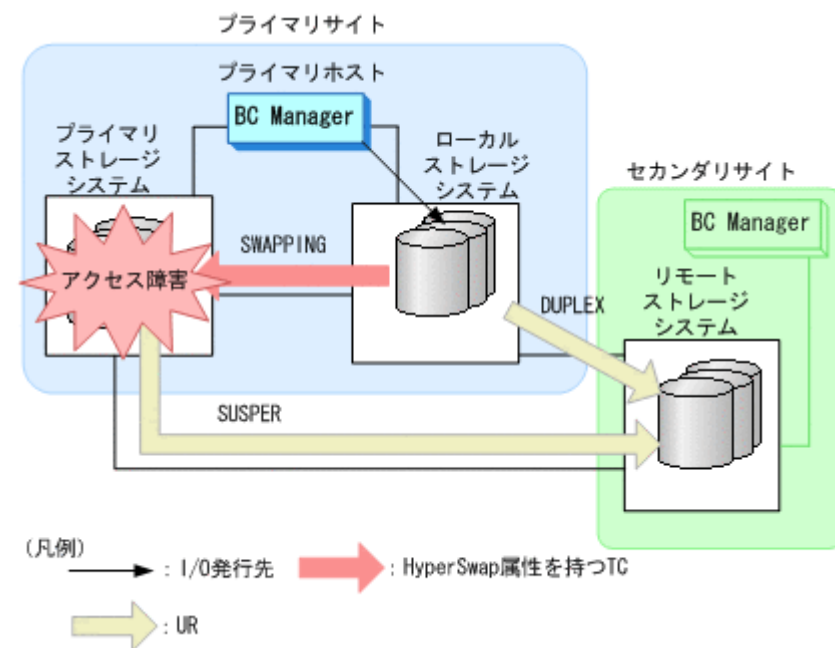 プライマリサイト
プライマリホスト
BC Manager
プライマリ
ストレージ
システム
ローカル
ストレージ
システム
セカンダリサイト
BC Manager
SWAPPING
アクセス障害
リモート
ストレージ
システム
DUPLEX
SUSPER
(凡例)
: I/O発行先
: HyperSwap属性を持つTC
: UR